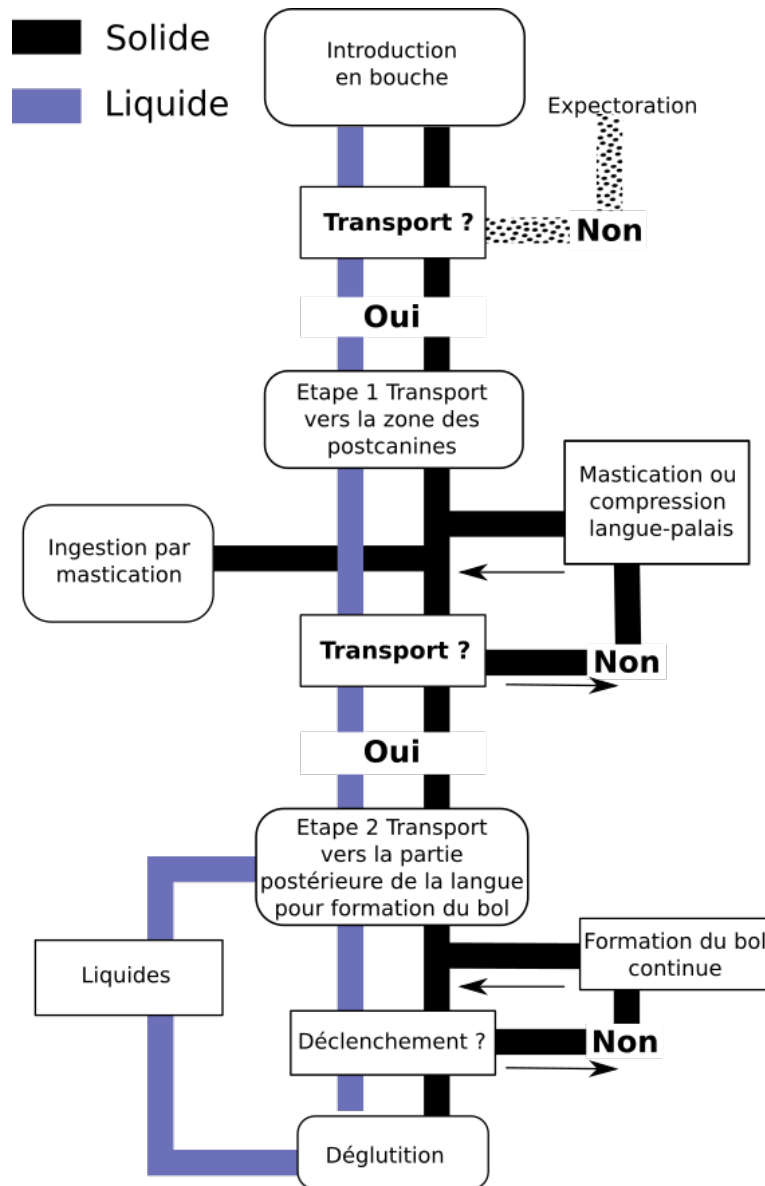 Solide
Liquide
Introduction
en bouche
Expectoration
Transport ?
Non
Oui
Etape 1 Transport
vers la zone des
postcanines
Mastication ou
compression
langue-palais
Ingestion par
mastication
Transport ?
Non
Oui
Etape 2 Transport
vers la partie
postérieure de la langue
pour formation du bol
Formation du bol
continue
Liquides
Déclenchement ?
Non
Déglutition